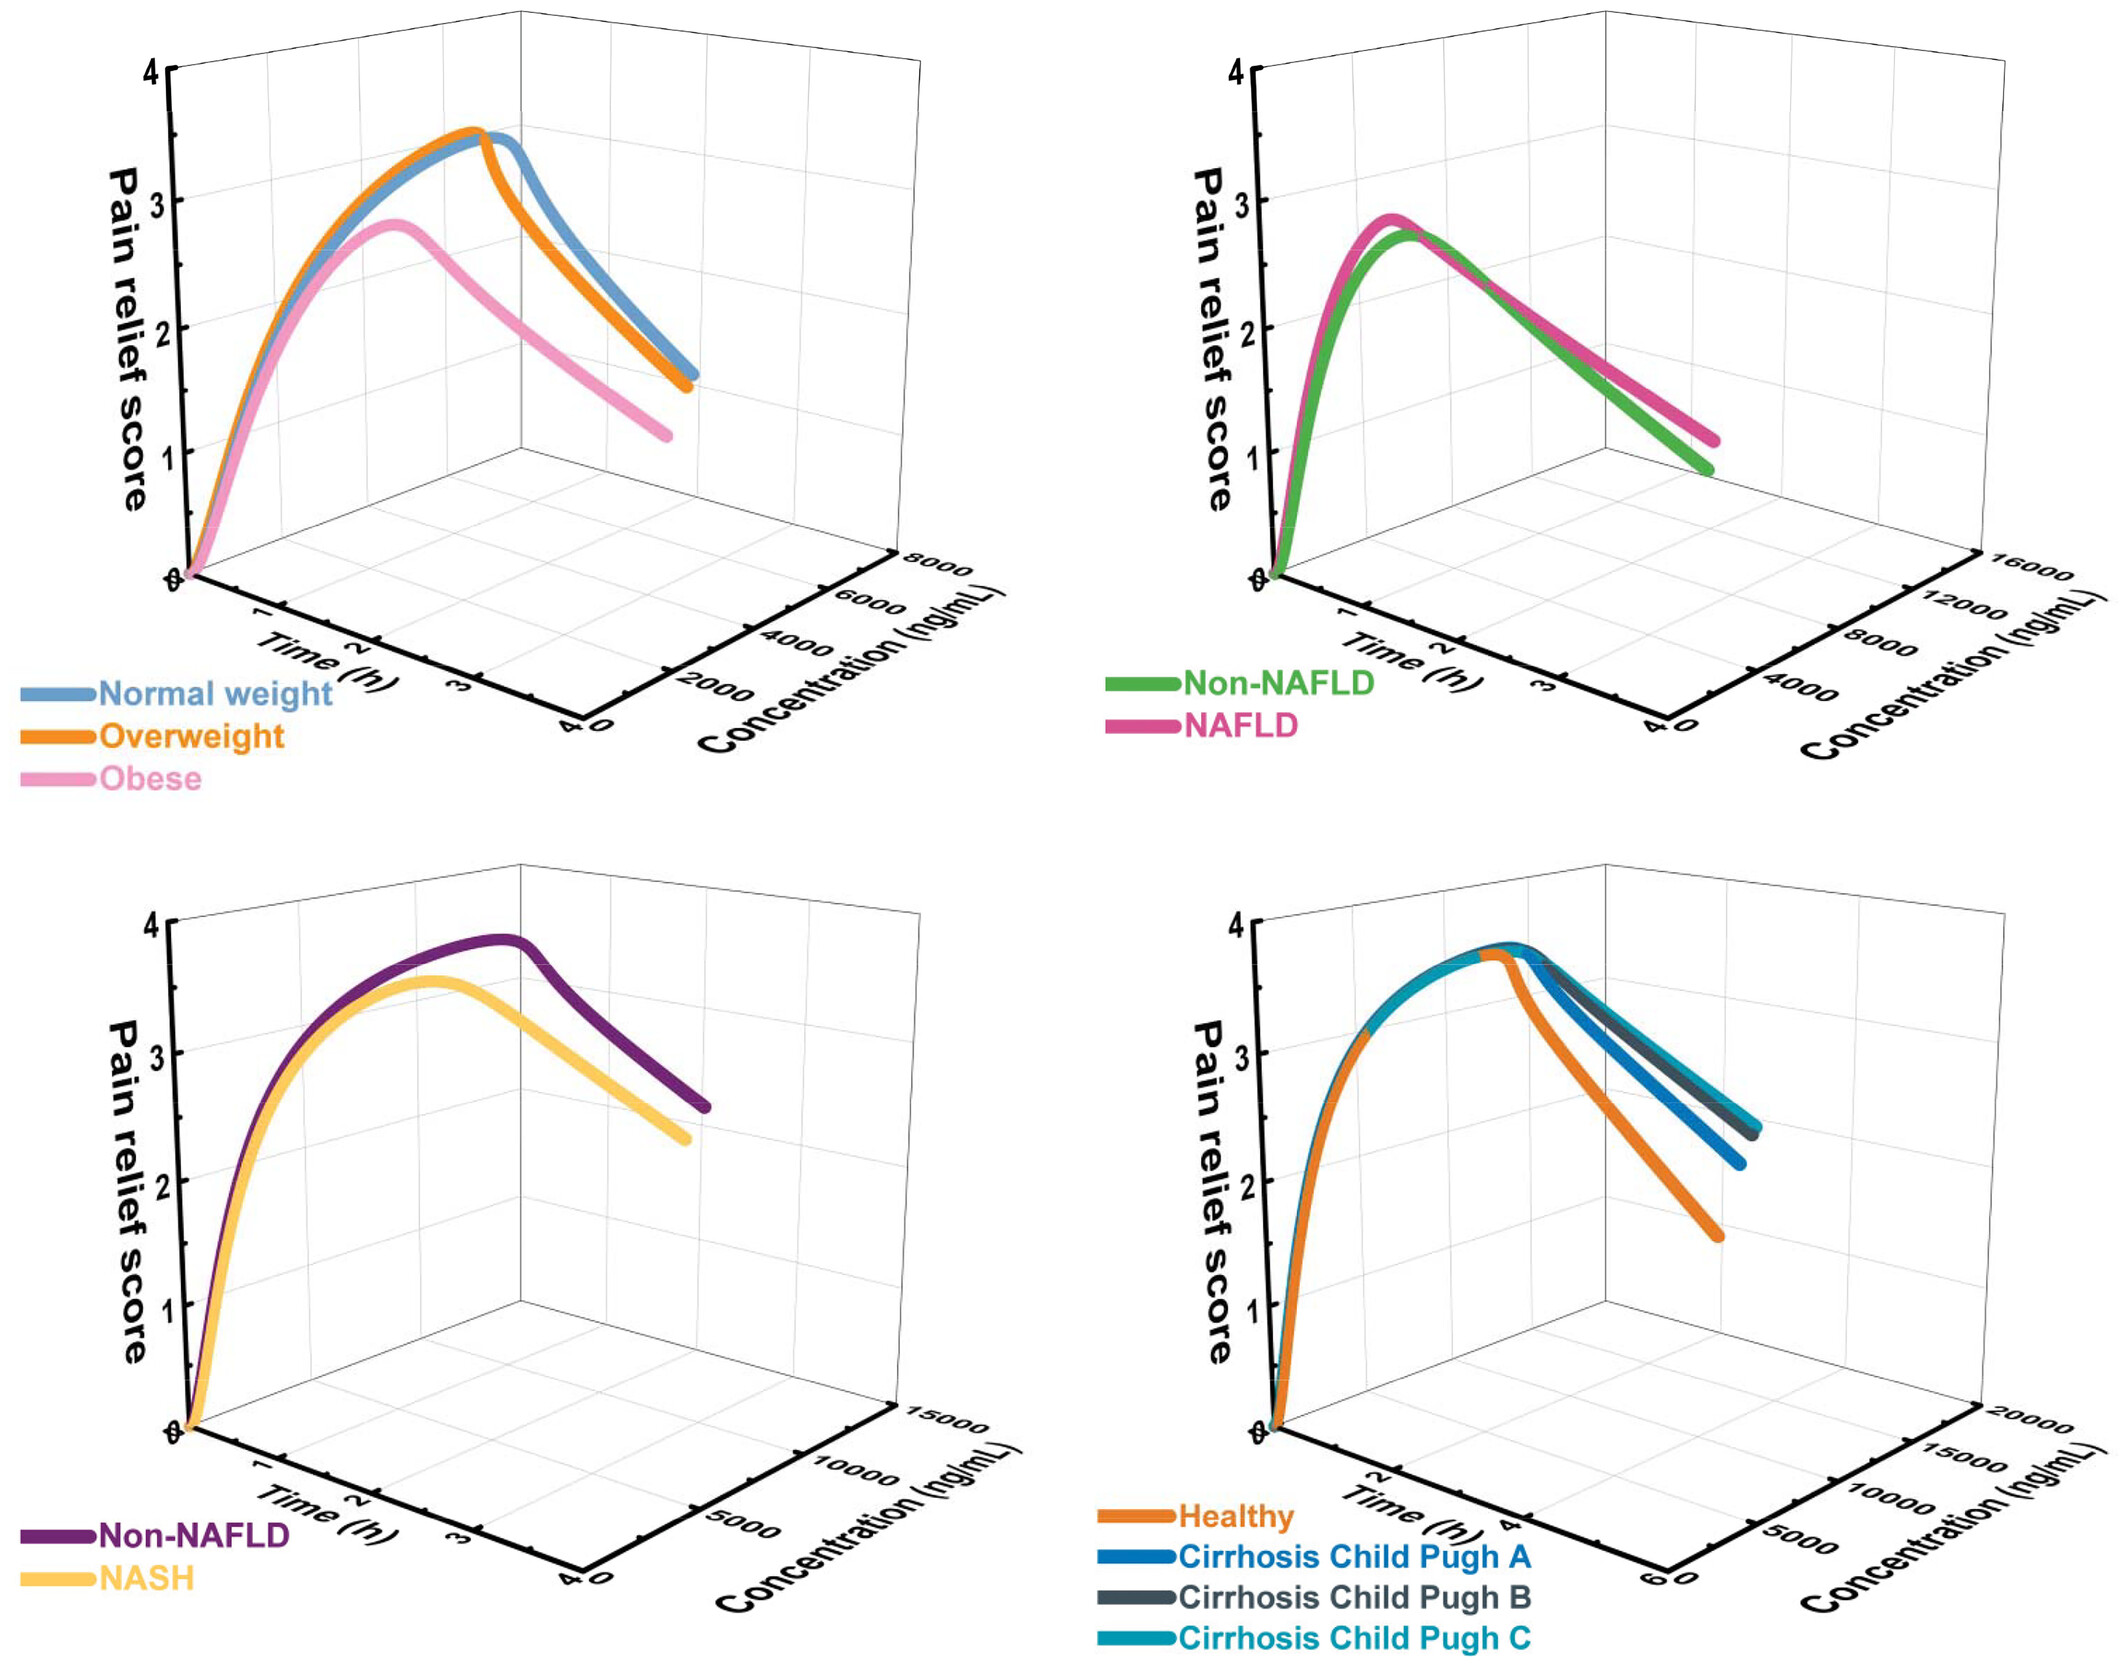 4
3
2
1
0
Pain relief score
0
1
2
3
4
Time (h)
0
2000
4000
6000
8000
Concentration (ng/mL)
Normal weight
Overweight
Obese
4
3
2
1
0
Pain relief score
0
1
2
3
4
Time (h)
0
4000
8000
12000
16000
Concentration (ng/mL)
Non-NAFLD
NAFLD
4
3
2
1
0
Pain relief score
0
1
2
3
4
Time (h)
0
5000
10000
15000
Concentration (ng/mL)
Non-NAFLD
NASH
4
3
2
1
0
Pain relief score
0
2
4
6
Time (h)
0
5000
10000
15000
20000
Concentration (ng/mL)
Healthy
Cirrhosis Child Pugh A
Cirrhosis Child Pugh B
Cirrhosis Child Pugh C